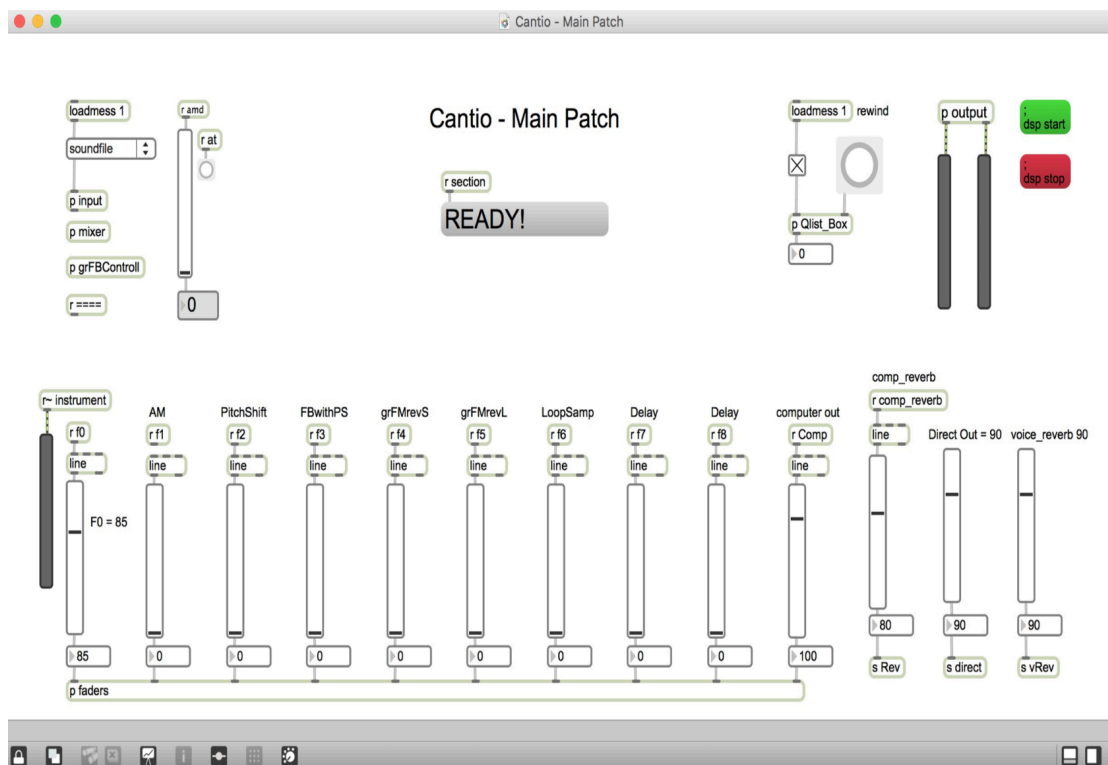 Cantio - Main Patch
loadmess 1
soundfile
p input
p mixer
p grFBControll
r ====
r amd
r at
0
Cantio - Main Patch
r section
READY!
loadmess 1
rewind
p Qlist_Box
0
p output
;
dsp start
;
dsp stop
r~ instrument
r f0
line
F0 = 85
85
AM
r f1
line
0
PitchShift
r f2
line
0
FBwithPS
r f3
line
0
grFMrevS
r f4
line
0
grFMrevL
r f5
line
0
LoopSamp
r f6
line
0
Delay
r f7
line
0
Delay
r f8
line
0
computer out
r Comp
line
100
p faders
comp_reverb
r comp_reverb
line
80
s Rev
Direct Out = 90
90
s direct
voice_reverb 90
90
s vRev